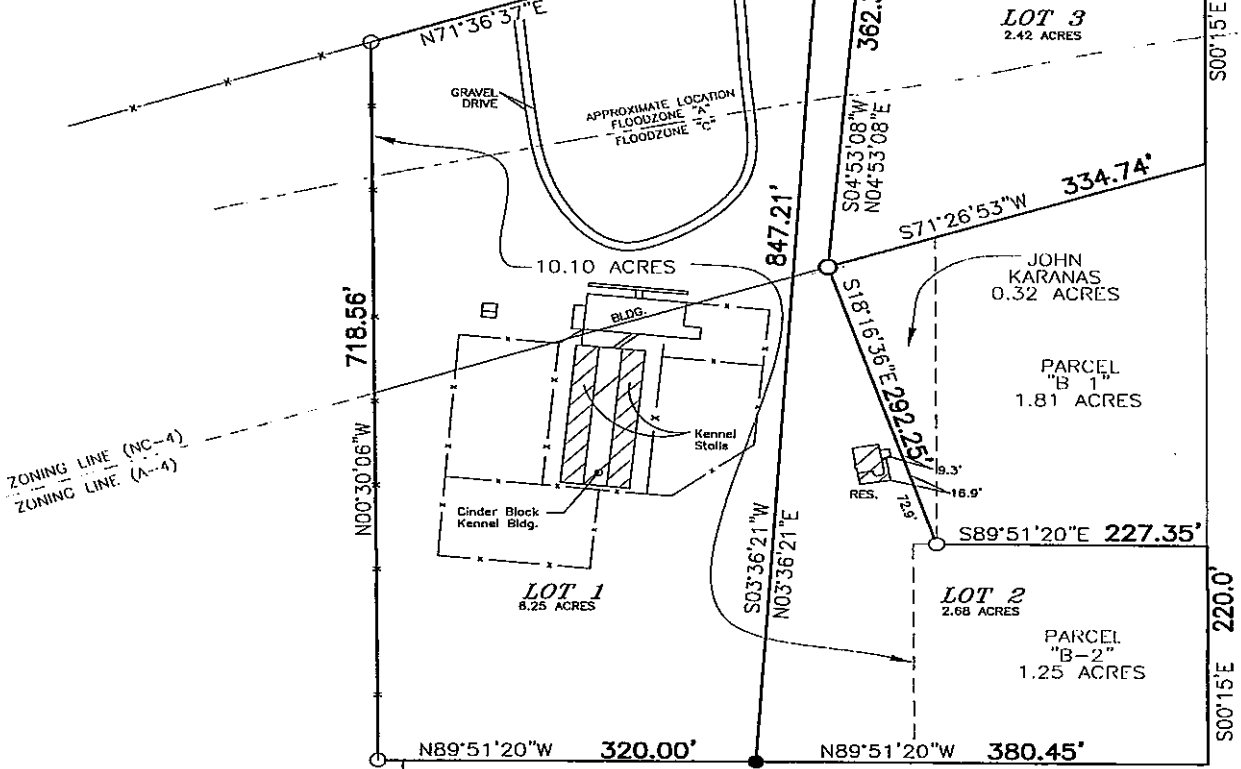 N71°36'37"E
LOT 3
2.42 ACRES
S00°15'E
GRAVEL
DRIVE
APPROXIMATE LOCATION
FLOODZONE "A"
FLOODZONE "C"
S04°53'08"W
N04°53'08"E
847.21'
S71°26'53"W 334.74'
10.10 ACRES
JOHN
KARANAS
0.32 ACRES
BLDG.
718.56'
S18°16'36"E 292.25'
PARCEL
"B 1"
1.81 ACRES
ZONING LINE (NC-4)
ZONING LINE (A-4)
N00°30'06"W
Kennel
Stalls
9.3'
16.9'
RES.
72.9'
Cinder Block
Kennel Bldg.
S03°36'21"W
N03°36'21"E
S89°51'20"E 227.35'
LOT 1
ACRES
LOT 2
2.68 ACRES
220.0'
PARCEL
"B-2"
1.25 ACRES
S00°15'E
N89°51'20"W 320.00'
N89°51'20"W 380.45'